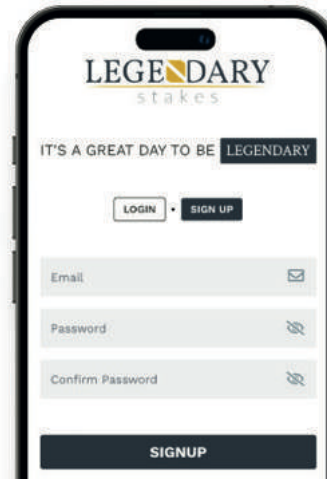 LEGENDARY
stakes
IT'S A GREAT DAY TO BE LEGENDARY
LOGIN • SIGN UP
Email
Password
Confirm Password
SIGNUP